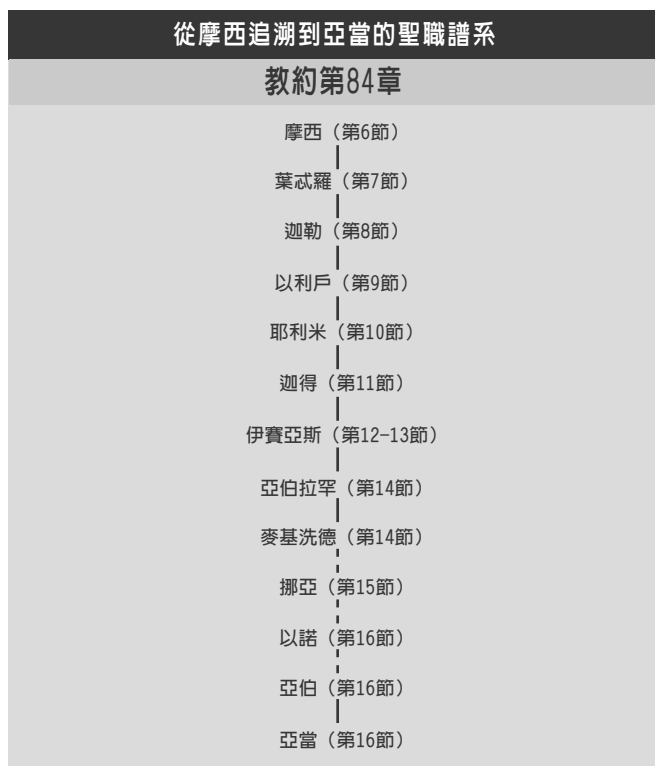 從摩西追溯到亞當的聖職譜系
教約第84章
摩西（第6節）
葉忒羅（第7節）
迦勒（第8節）
以利戶（第9節）
耶利米（第10節）
迦得（第11節）
伊賽亞斯（第12-13節）
亞伯拉罕（第14節）
麥基洗德（第14節）
挪亞（第15節）
以諾（第16節）
亞伯（第16節）
亞當（第16節）